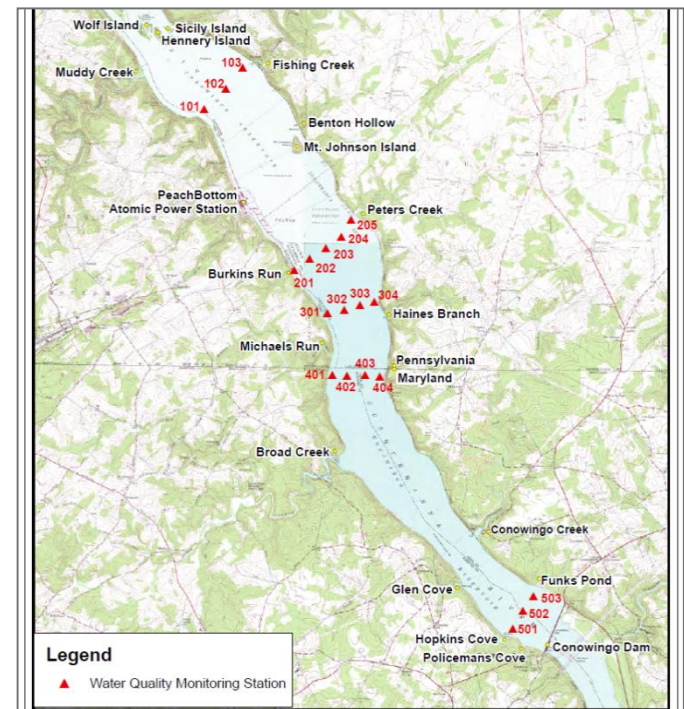 Wolf Island
Sicily Island
Hennery Island
103
Fishing Creek
Muddy Creek
102
101
Benton Hollow
Mt. Johnson Island
PeachBottom
Atomic Power Station
Peters Creek
205
204
203
202
Burkins Run
201
302
303
304
301
Haines Branch
Michaels Run
403
Pennsylvania
401
402
404
Maryland
Broad Creek
Conowingo Creek
Funks Pond
Glen Cove
503
502
501
Hopkins Cove
Policemans'Cove
Conowingo Dam
Legend
Water Quality Monitoring Station